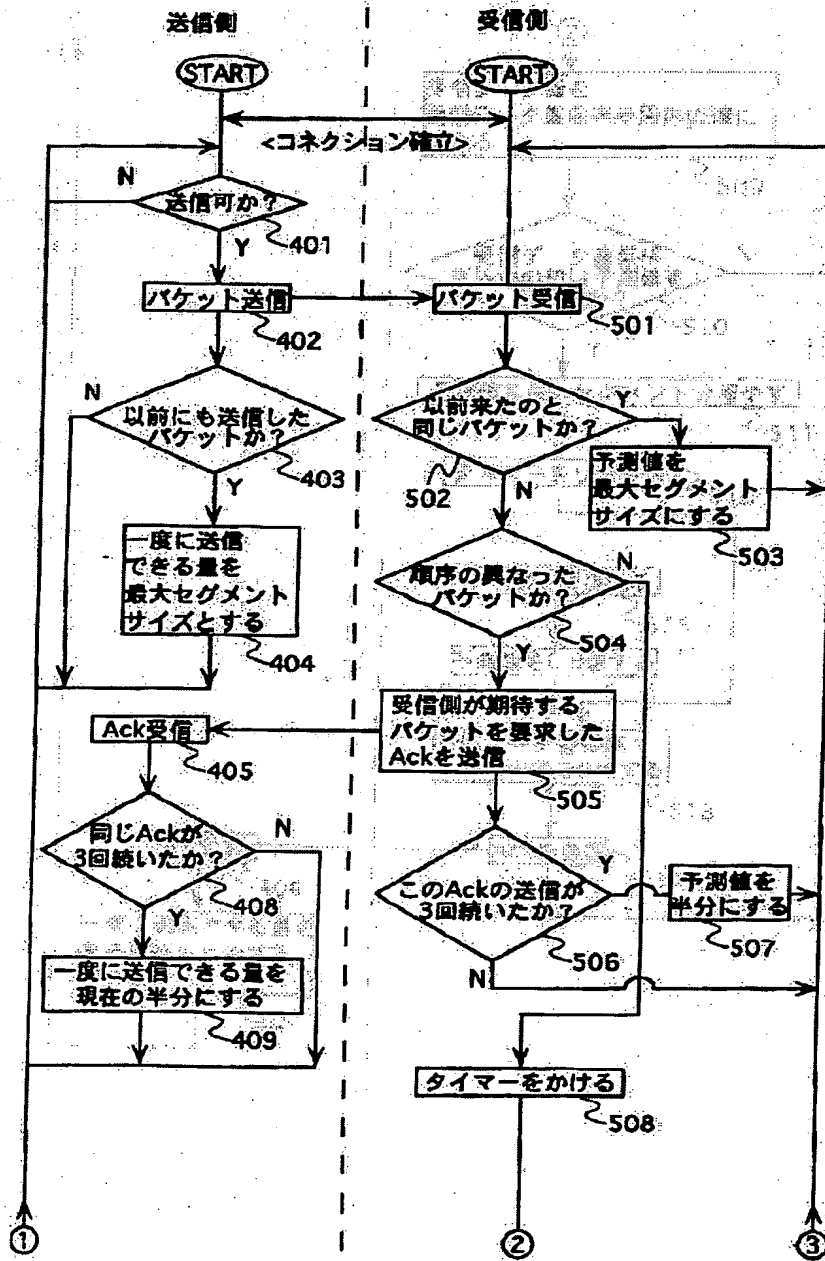 送信側
受信側
START
START
<コネクション確立>
N
送信可か?
401
Y
パケット送信
402
パケット受信
501
N
以前にも送信した
パケットか?
403
Y
以前来たのと
同じパケットか?
502
Y
N
予測値を
最大セグメント
サイズにする
503
一度に送信
できる量を
最大セグメント
サイズとする
404
順序の異なった
パケットか?
504
N
Y
Ack受信
405
受信側が期待する
パケットを要求した
Ackを送信
505
同じAckが
3回続いたか?
408
N
Y
このAckの送信が
3回続いたか?
506
Y
N
予測値を
半分にする
507
一度に送信できる量を
現在の半分にする
409
タイマーをかける
508
①
②
③